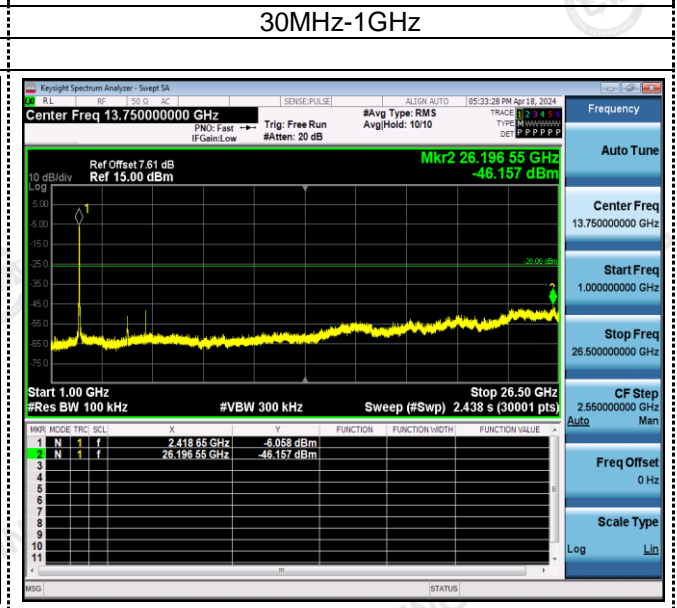 30MHz-1GHz
Keysight Spectrum Analyzer - Swept SA
RL RF 50 Ω AC SENSE:PULSE ALIGN AUTO 05:33:28 PM Apr 18, 2024
Center Freq 13.750000000 GHz
PNO: Fast
IFGain:Low
Trig: Free Run
#Atten: 20 dB
#Avg Type: RMS
Avg|Hold: 10/10
TRACE 1 2 3 4 5 6
TYPE M WWWWW
DET P P P P P P
Ref Offset 7.61 dB
10 dB/div Ref 15.00 dBm
Log
Mkr2 26.196 55 GHz
-46.157 dBm
5.00
-5.00
-15.0
-25.0
-35.0
-45.0
-55.0
-65.0
-75.0
1
-26.06 dBm
2
Start 1.00 GHz Stop 26.50 GHz
#Res BW 100 kHz #VBW 300 kHz Sweep (#Swp) 2.438 s (30001 pts)
MKR MODE TRC SCL X Y FUNCTION FUNCTION WIDTH FUNCTION VALUE
1 N 1 f 2.418 65 GHz -6.058 dBm
2 N 1 f 26.196 55 GHz -46.157 dBm
3
4
5
6
7
8
9
10
11
MSG STATUS
Frequency
Auto Tune
Center Freq
13.750000000 GHz
Start Freq
1.000000000 GHz
Stop Freq
26.500000000 GHz
CF Step
2.550000000 GHz
Auto Man
Freq Offset
0 Hz
Scale Type
Log Lin